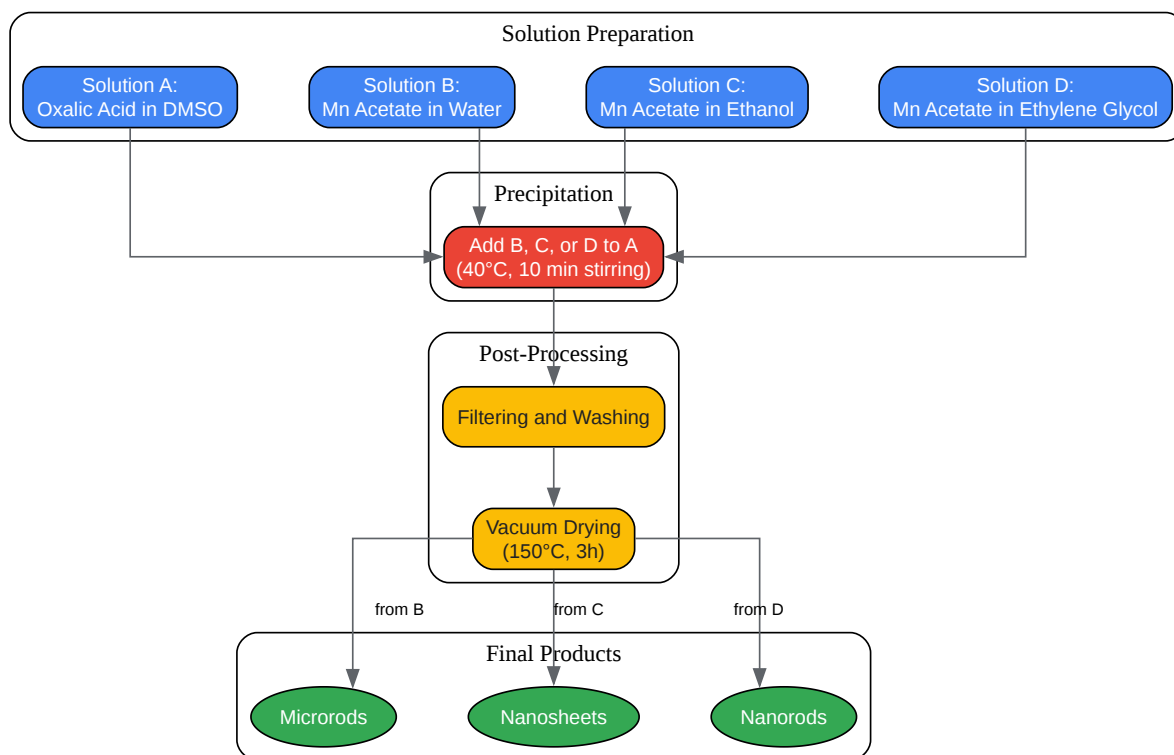 Solution Preparation
Solution A:
Oxalic Acid in DMSO
Solution B:
Mn Acetate in Water
Solution C:
Mn Acetate in Ethanol
Solution D:
Mn Acetate in Ethylene Glycol
Precipitation
Add B, C, or D to A
(40°C, 10 min stirring)
Post-Processing
Filtering and Washing
Vacuum Drying
(150°C, 3h)
from B
from C
from D
Final Products
Microrods
Nanosheets
Nanorods